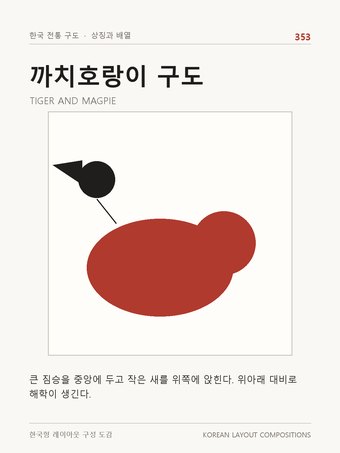 한국 전통 구도 · 상징과 배열
353
까치호랑이 구도
TIGER AND MAGPIE
큰 짐승을 중앙에 두고 작은 새를 위쪽에 앉힌다. 위아래 대비로
해학이 생긴다.
한국형 레이아웃 구성 도감
KOREAN LAYOUT COMPOSITIONS